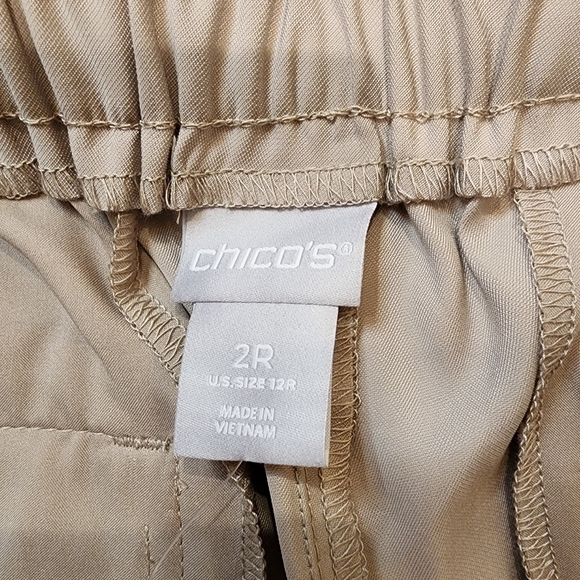 chico's®
2R
U.S. SIZE 12R
MADE IN
VIETNAM